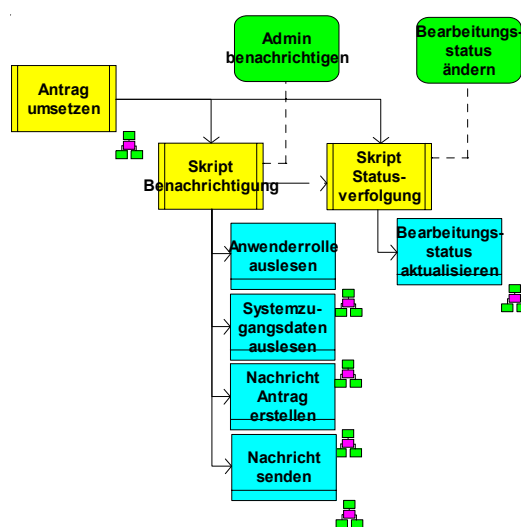 Admin
benachrichtigen
Bearbeitungs-
status
ändern
Antrag
umsetzen
Skript
Benachrichtigung
Skript
Status-
verfolgung
Anwenderrolle
auslesen
Bearbeitungs-
status
aktualisieren
Systemzu-
gangsdaten
auslesen
Nachricht
Antrag
erstellen
Nachricht
senden